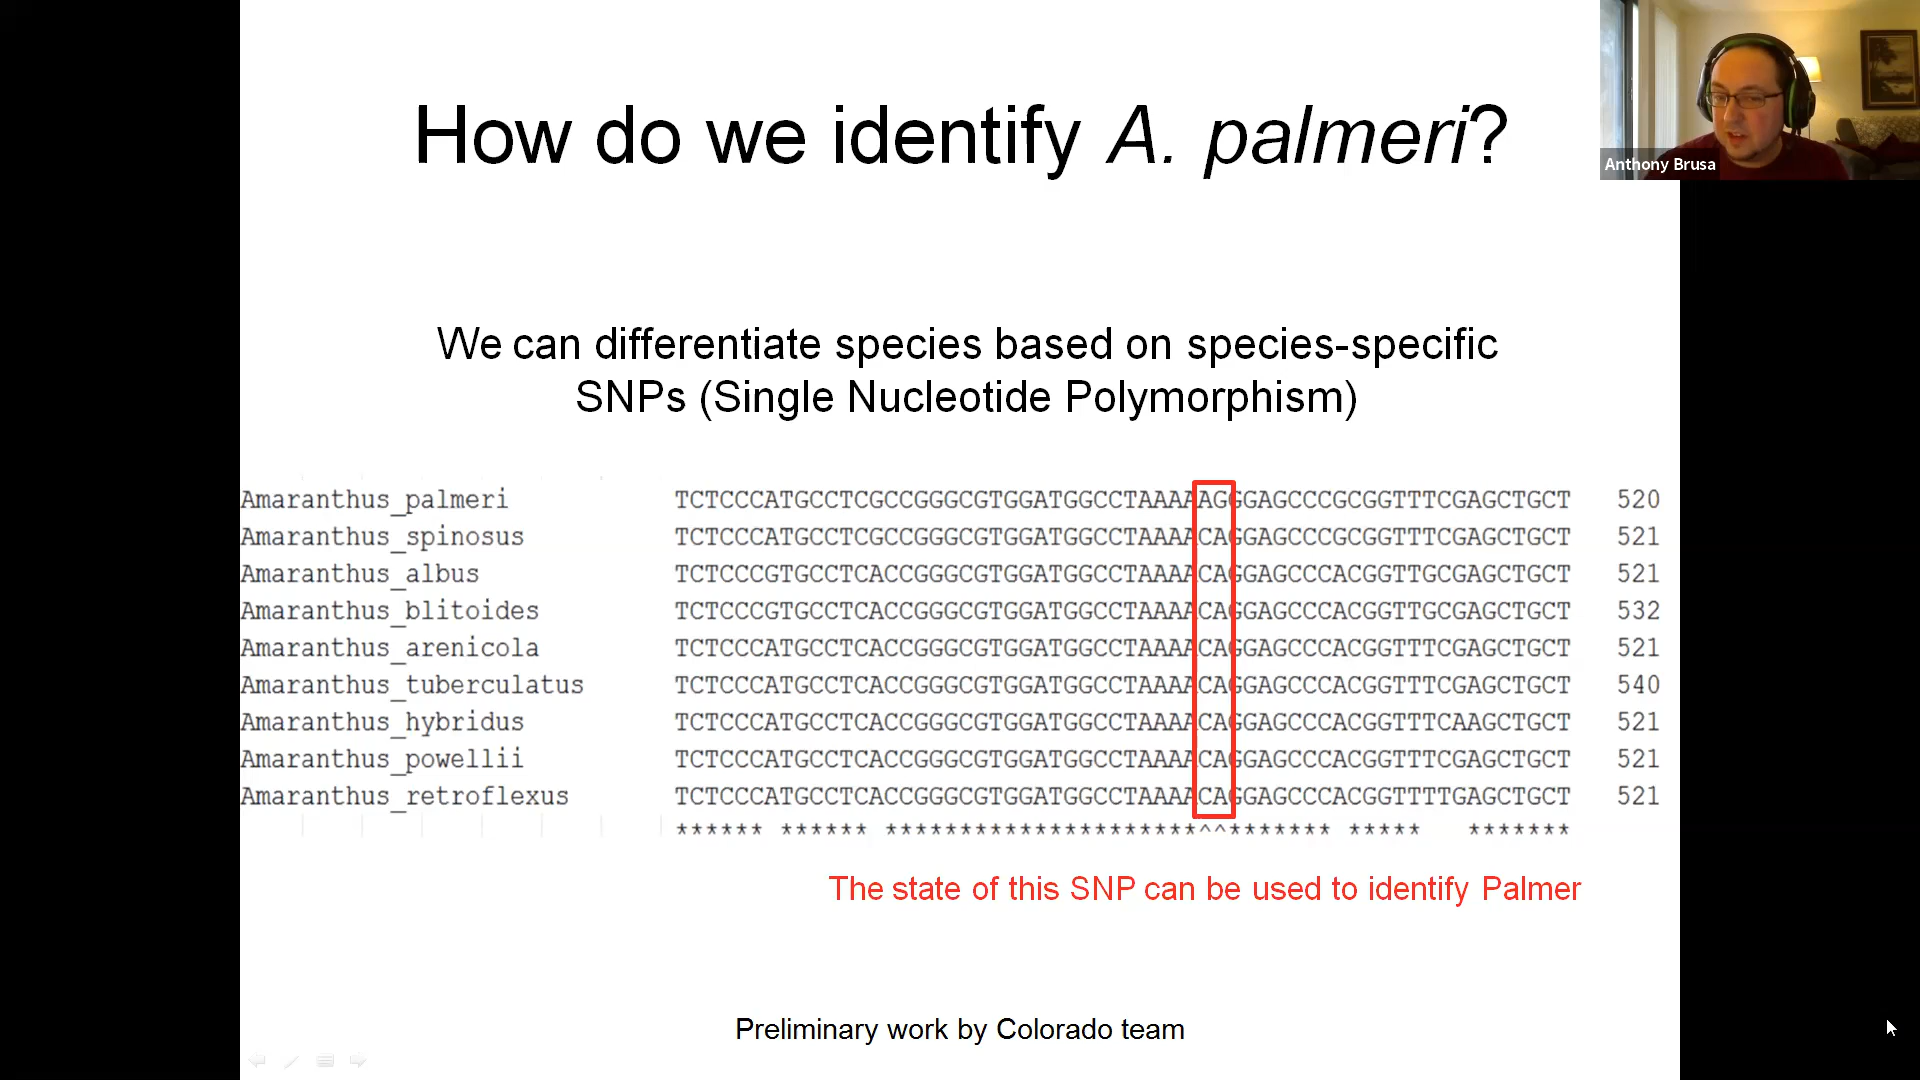 How do we identify A. palmeri?
Anthony Brusa
We can differentiate species based on species-specific
SNPs (Single Nucleotide Polymorphism)
Amaranthus_palmeri TCTCCCATGCCTCGCCGGGCGTGGATGGCCTAAAAAGGGAGCCCGCGGTTTCGAGCTGCT 520
Amaranthus_spinosus TCTCCCATGCCTCGCCGGGCGTGGATGGCCTAAAACAGGAGCCCGCGGTTTCGAGCTGCT 521
Amaranthus_albus TCTCCCGTGCCTCACCGGGCGTGGATGGCCTAAAACAGGAGCCCACGGTTGCGAGCTGCT 521
Amaranthus_blitoides TCTCCCGTGCCTCACCGGGCGTGGATGGCCTAAAACAGGAGCCCACGGTTGCGAGCTGCT 532
Amaranthus_arenicola TCTCCCATGCCTCACCGGGCGTGGATGGCCTAAAACAGGAGCCCACGGTTTCGAGCTGCT 521
Amaranthus_tuberculatus TCTCCCATGCCTCACCGGGCGTGGATGGCCTAAAACAGGAGCCCACGGTTTCGAGCTGCT 540
Amaranthus_hybridus TCTCCCATGCCTCACCGGGCGTGGATGGCCTAAAACAGGAGCCCACGGTTTCAAGCTGCT 521
Amaranthus_powellii TCTCCCATGCCTCACCGGGCGTGGATGGCCTAAAACAGGAGCCCACGGTTTCGAGCTGCT 521
Amaranthus_retroflexus TCTCCCATGCCTCACCGGGCGTGGATGGCCTAAAACAGGAGCCCACGGTTTTGAGCTGCT 521
****** ****** *********************^^******* *****   *******
The state of this SNP can be used to identify Palmer
Preliminary work by Colorado team